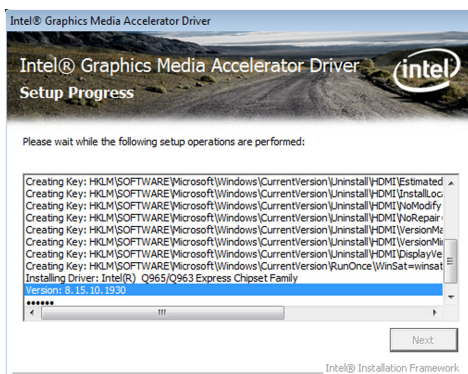 Intel® Graphics Media Accelerator Driver
Intel® Graphics Media Accelerator Driver
Setup Progress
intel
Please wait while the following setup operations are performed:
Creating Key: HKLM\SOFTWARE\Microsoft\Windows\CurrentVersion\Uninstall\HDMI\Estimated
Creating Key: HKLM\SOFTWARE\Microsoft\Windows\CurrentVersion\Uninstall\HDMI\InstallLoc
Creating Key: HKLM\SOFTWARE\Microsoft\Windows\CurrentVersion\Uninstall\HDMI\NoModify
Creating Key: HKLM\SOFTWARE\Microsoft\Windows\CurrentVersion\Uninstall\HDMI\NoRepair
Creating Key: HKLM\SOFTWARE\Microsoft\Windows\CurrentVersion\Uninstall\HDMI\VersionMa
Creating Key: HKLM\SOFTWARE\Microsoft\Windows\CurrentVersion\Uninstall\HDMI\VersionMi
Creating Key: HKLM\SOFTWARE\Microsoft\Windows\CurrentVersion\Uninstall\HDMI\DisplayVe
Creating Key: HKLM\SOFTWARE\Microsoft\Windows\CurrentVersion\RunOnce\WinSat=winsat
Installing Driver: Intel(R) Q965/Q963 Express Chipset Family
Version: 8.15.10.1930
••••••
Next
Intel® Installation Framework